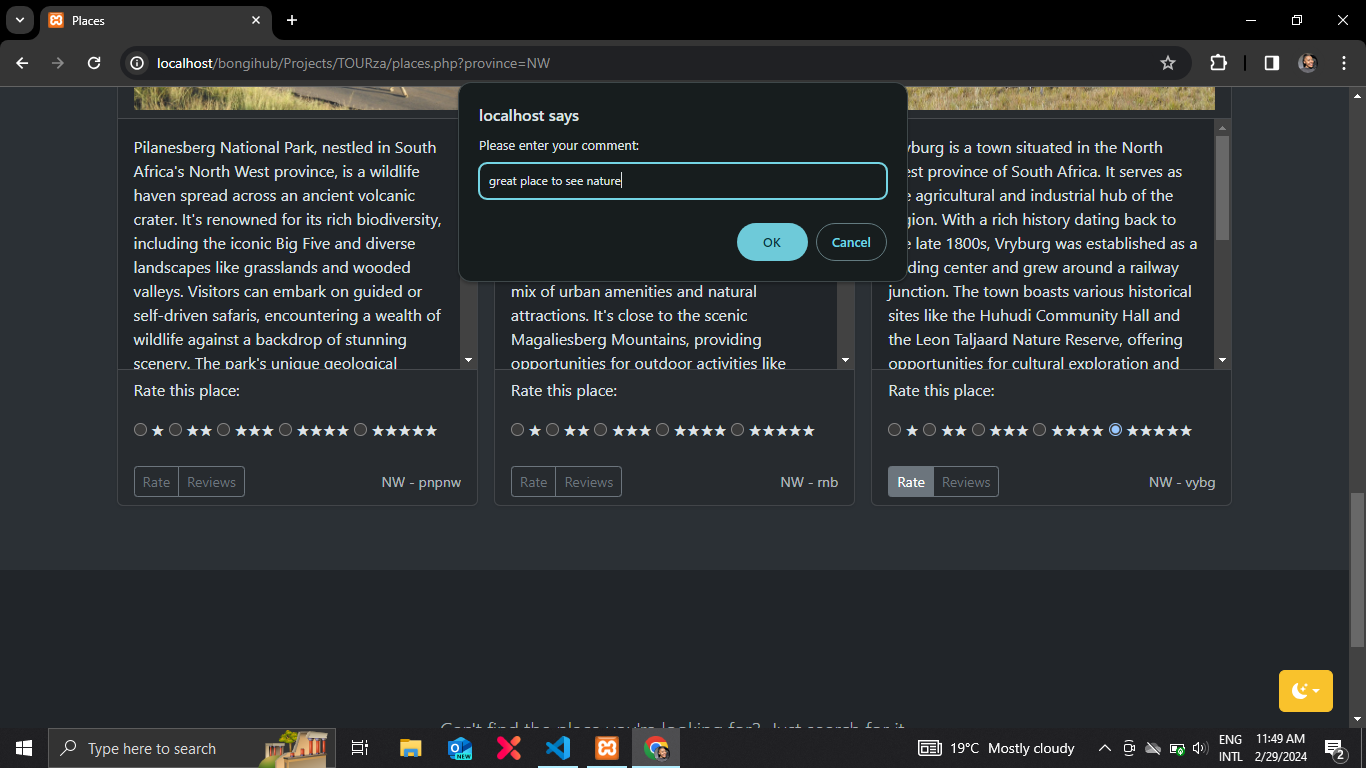 Places
localhost/bongihub/Projects/TOURza/places.php?province=NW
localhost says
Please enter your comment:
great place to see nature
OK
Cancel
Pilanesberg National Park, nestled in South
Africa's North West province, is a wildlife
haven spread across an ancient volcanic
crater. It's renowned for its rich biodiversity,
including the iconic Big Five and diverse
landscapes like grasslands and wooded
valleys. Visitors can embark on guided or
self-driven safaris, encountering a wealth of
wildlife against a backdrop of stunning
scenery. The park's unique geological
Rate this place:
★ ★★ ★★★ ★★★★ ★★★★★
Rate Reviews NW - pnpnw
mix of urban amenities and natural
attractions. It's close to the scenic
Magaliesberg Mountains, providing
opportunities for outdoor activities like
Rate this place:
★ ★★ ★★★ ★★★★ ★★★★★
Rate Reviews NW - rnb
ryburg is a town situated in the North
est province of South Africa. It serves as
e agricultural and industrial hub of the
gion. With a rich history dating back to
e late 1800s, Vryburg was established as a
ding center and grew around a railway
junction. The town boasts various historical
sites like the Huhudi Community Hall and
the Leon Taljaard Nature Reserve, offering
opportunities for cultural exploration and
Rate this place:
★ ★★ ★★★ ★★★★ ★★★★★
Rate Reviews NW - vybg
Can't find the place you're looking for? Just search for it
Type here to search
NEW
19°C Mostly cloudy
ENG
INTL
11:49 AM
2/29/2024
2